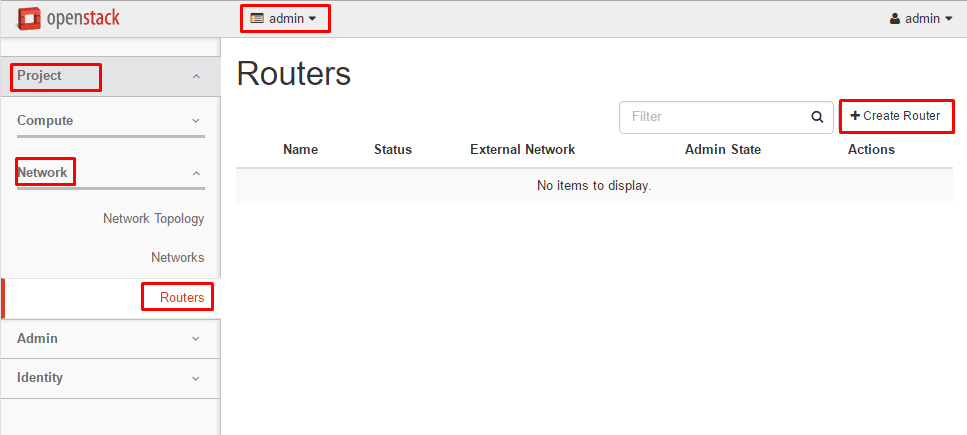 openstack
admin
admin
Project
Compute
Network
Network Topology
Networks
Routers
Admin
Identity
Routers
Filter
Create Router
Name Status External Network Admin State Actions
No items to display.